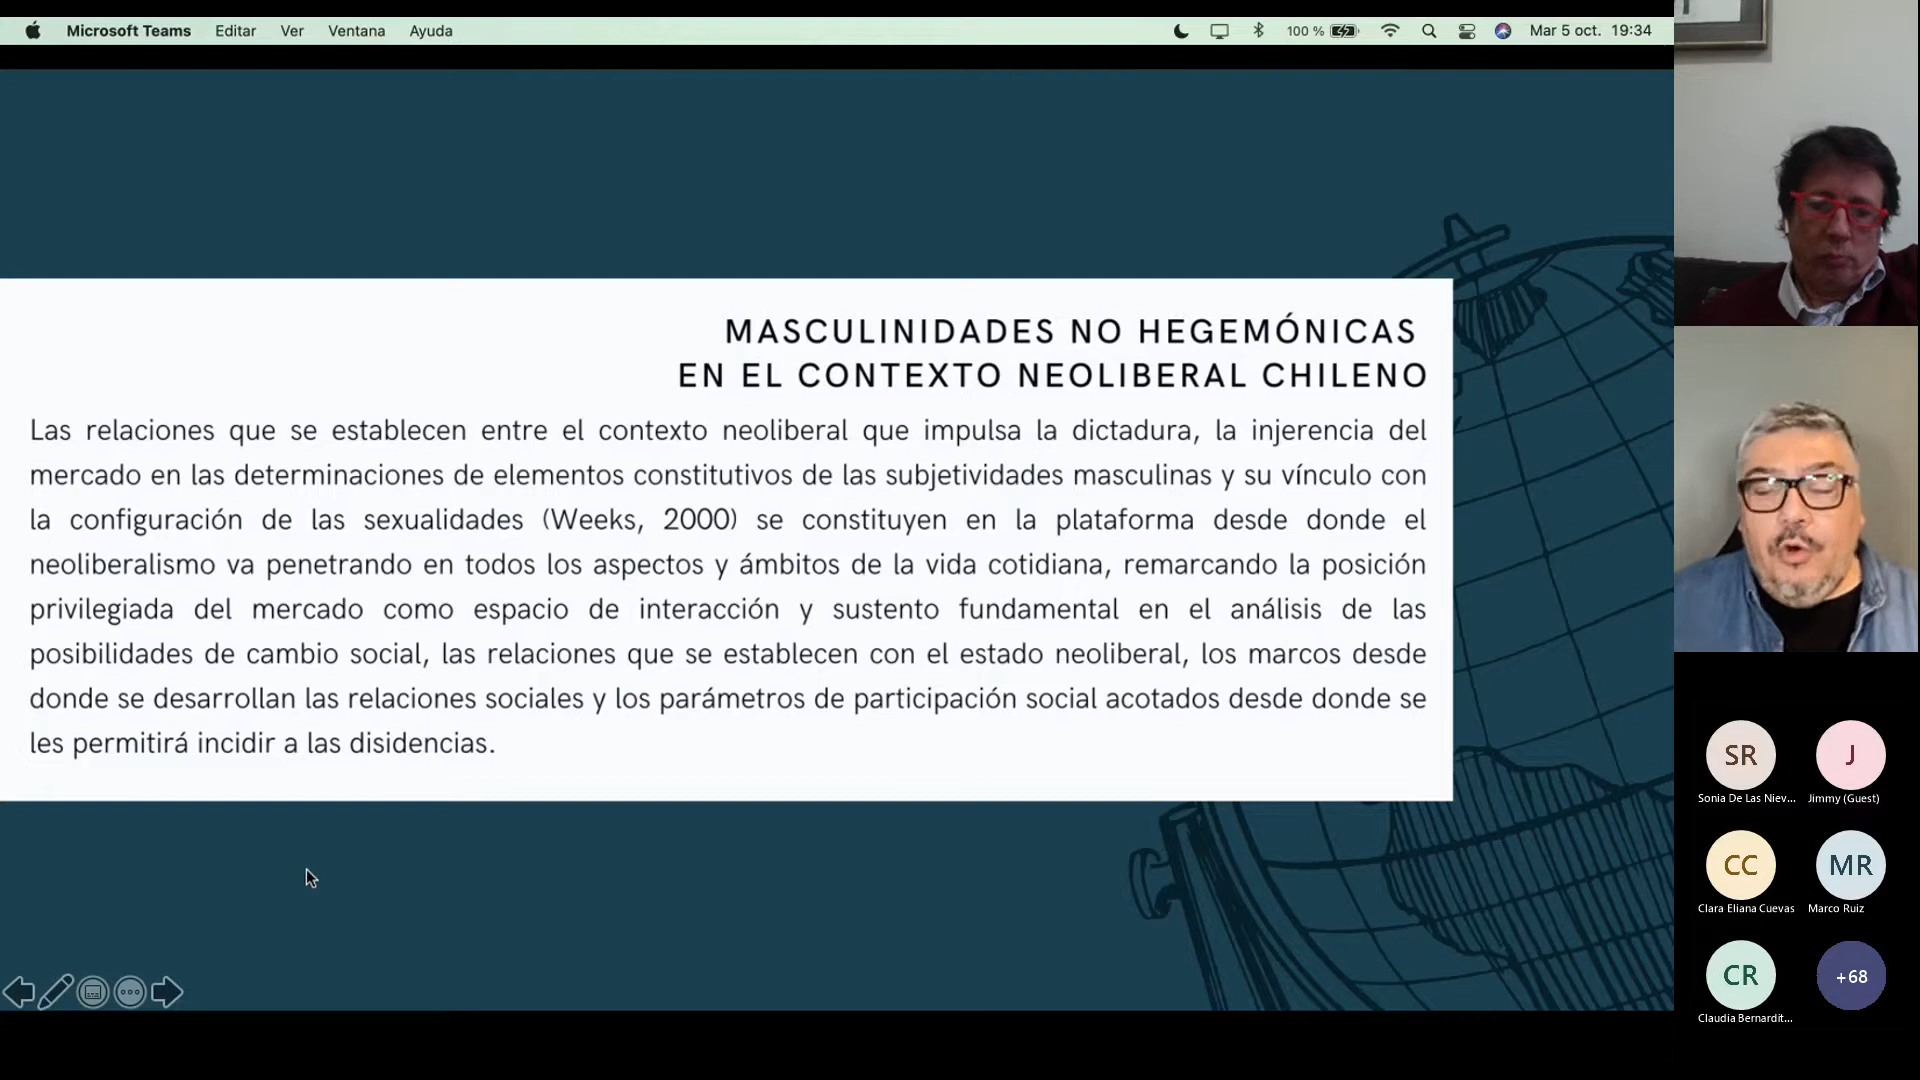 Microsoft Teams Editar Ver Ventana Ayuda 100 % Mar 5 oct. 19:34
MASCULINIDADES NO HEGEMÓNICAS
EN EL CONTEXTO NEOLIBERAL CHILENO
Las relaciones que se establecen entre el contexto neoliberal que impulsa la dictadura, la injerencia del
mercado en las determinaciones de elementos constitutivos de las subjetividades masculinas y su vínculo con
la configuración de las sexualidades (Weeks, 2000) se constituyen en la plataforma desde donde el
neoliberalismo va penetrando en todos los aspectos y ámbitos de la vida cotidiana, remarcando la posición
privilegiada del mercado como espacio de interacción y sustento fundamental en el análisis de las
posibilidades de cambio social, las relaciones que se establecen con el estado neoliberal, los marcos desde
donde se desarrollan las relaciones sociales y los parámetros de participación social acotados desde donde se
les permitirá incidir a las disidencias.
SR J
Sonia De Las Niev... Jimmy (Guest)
CC MR
Clara Eliana Cuevas Marco Ruiz
CR +68
Claudia Bernardit...